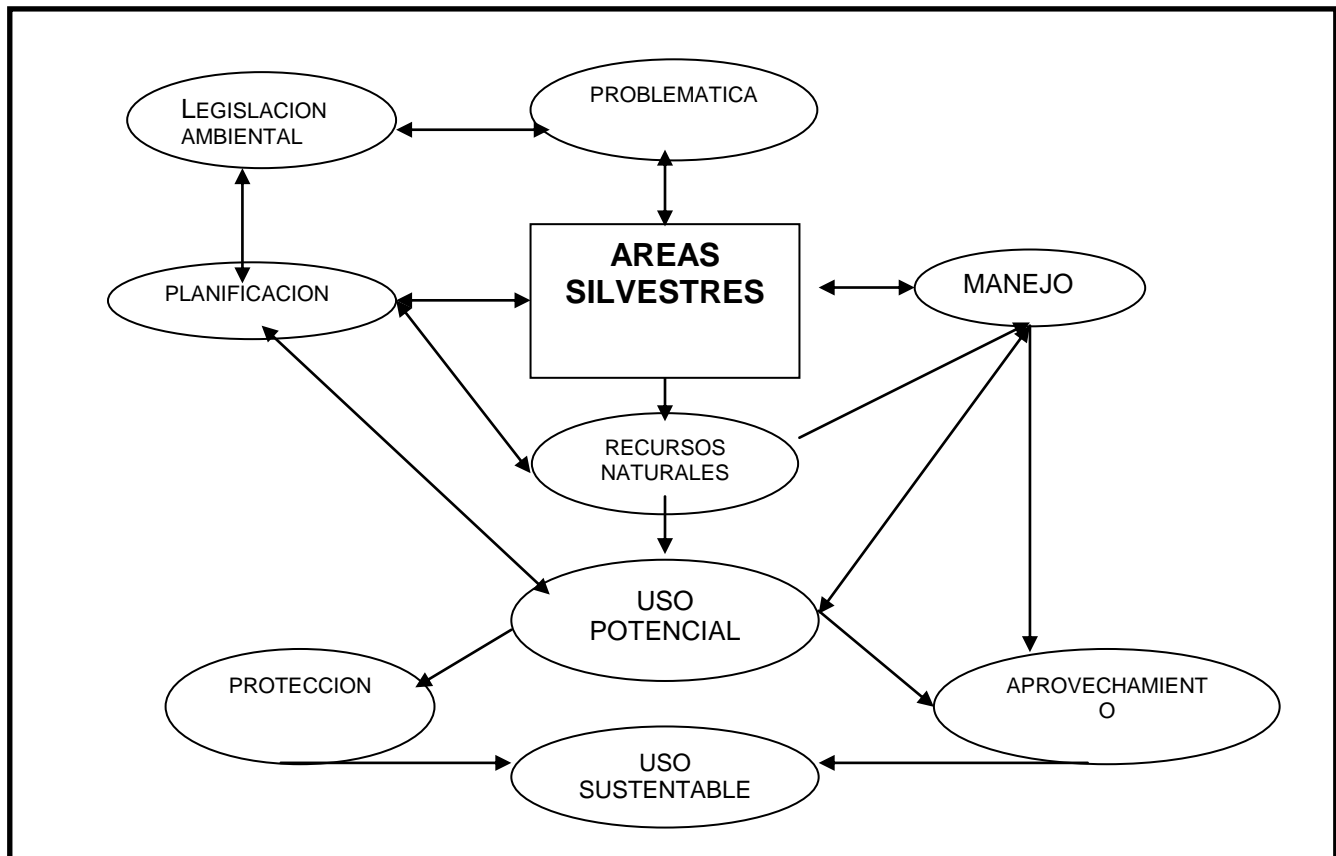 PROBLEMATICA
LEGISLACION
AMBIENTAL
AREAS
SILVESTRES
PLANIFICACION
MANEJO
RECURSOS
NATURALES
USO
POTENCIAL
PROTECCION
APROVECHAMIENT
O
USO
SUSTENTABLE